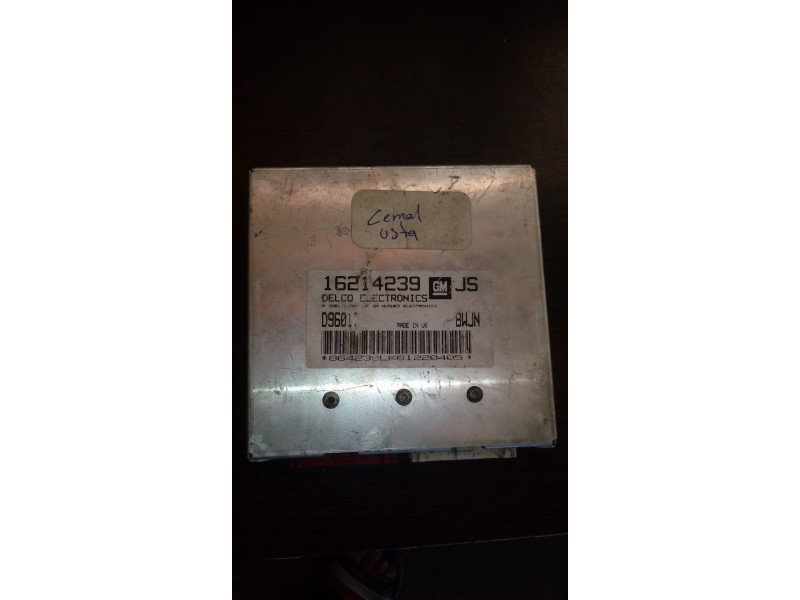 Cemal
usta
16214239 GM JS
DELCO ELECTRONICS
D9601 MADE IN UK 8WJN